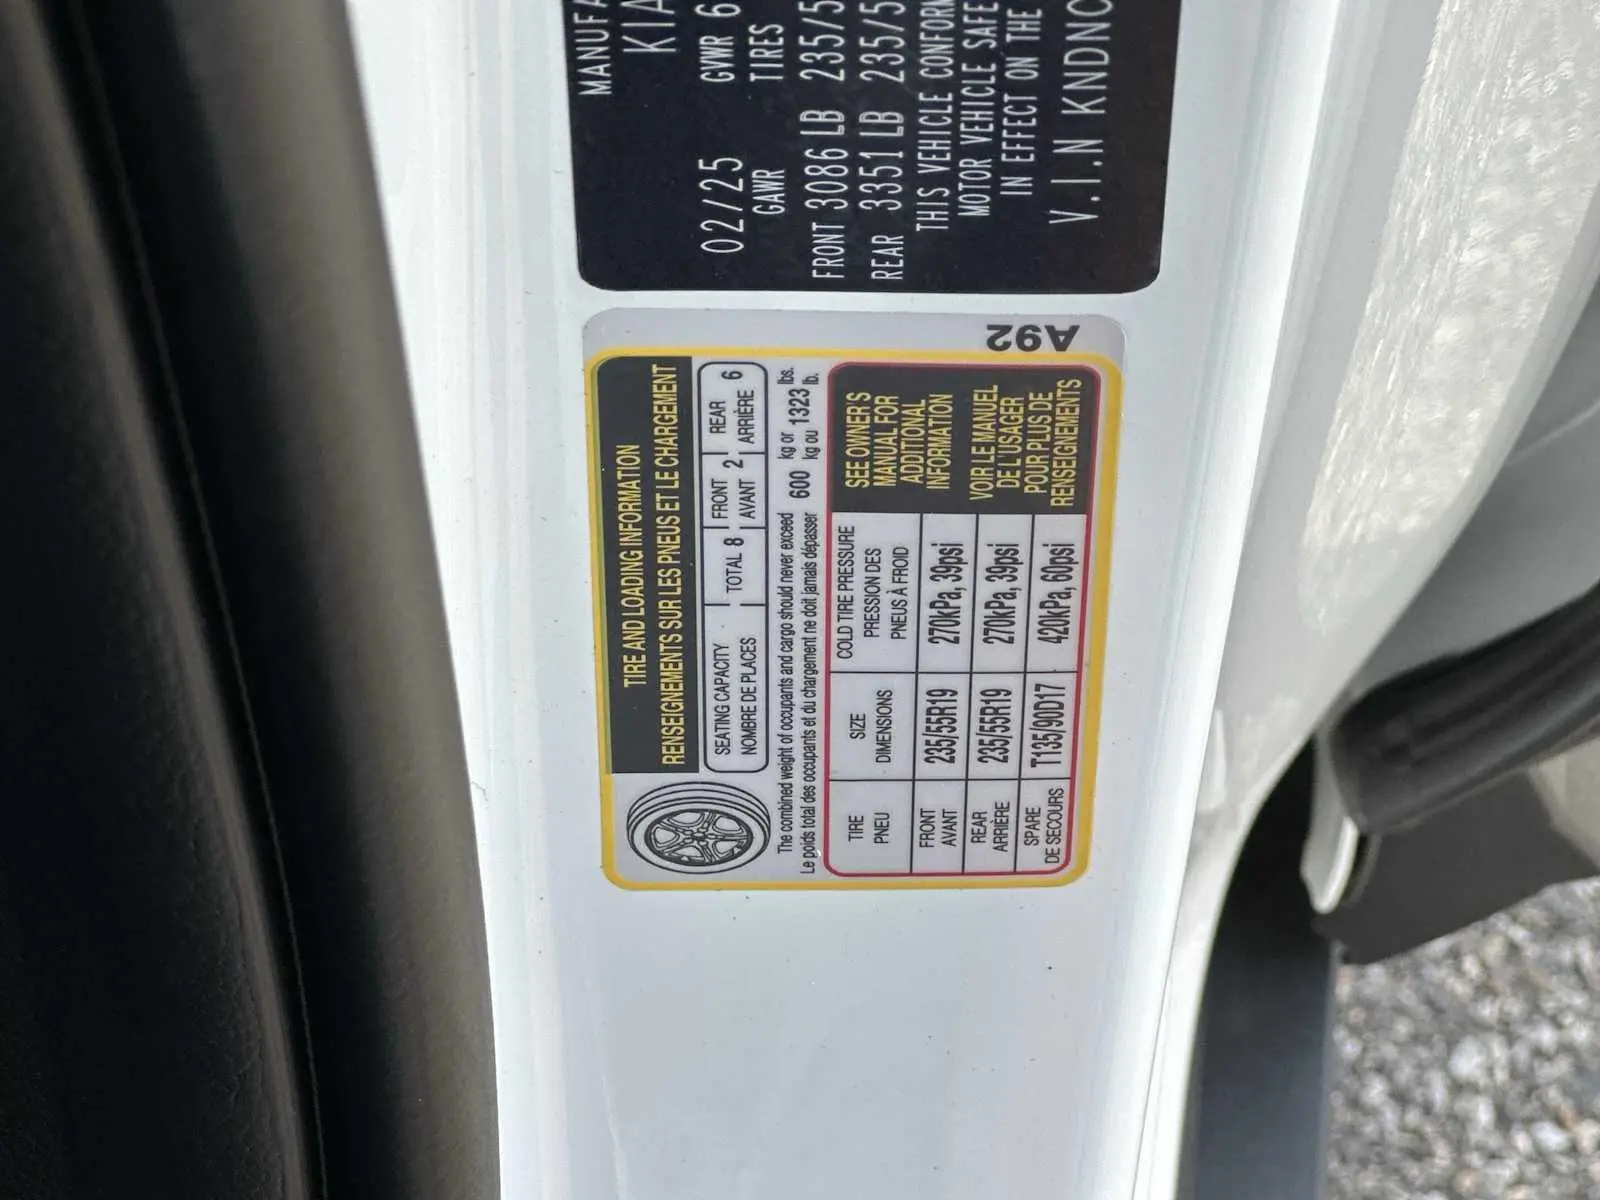 MANUFA
KIA
02/25 GVWR 6
GAWR TIRES
FRONT 3086 LB 235/5
REAR 3351 LB 235/5
THIS VEHICLE CONFORM
MOTOR VEHICLE SAFE
IN EFFECT ON THE
V.I.N KNDNC
A92
TIRE AND LOADING INFORMATION
RENSEIGNEMENTS SUR LES PNEUS ET LE CHARGEMENT
SEATING CAPACITY
NOMBRE DE PLACES
TOTAL 8
FRONT
AVANT 2
REAR
ARRIÈRE 6
The combined weight of occupants and cargo should never exceed
Le poids total des occupants et du chargement ne doit jamais dépasser
600 kg or
kg ou 1323 lbs.
lb.
TIRE
PNEU
SIZE
DIMENSIONS
COLD TIRE PRESSURE
PRESSION DES
PNEUS À FROID
FRONT
AVANT
235/55R19
270kPa, 39psi
REAR
ARRIÈRE
235/55R19
270kPa, 39psi
SPARE
DE SECOURS
T135/90D17
420kPa, 60psi
SEE OWNER'S
MANUAL FOR
ADDITIONAL
INFORMATION
VOIR LE MANUEL
DE L'USAGER
POUR PLUS DE
RENSEIGNEMENTS